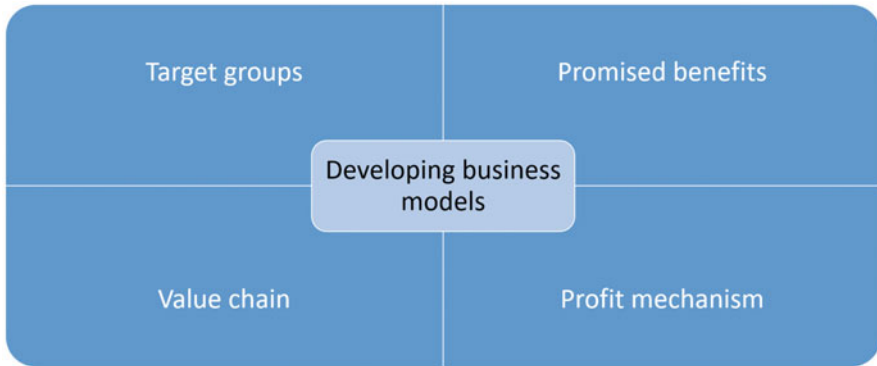 Target groups
Promised benefits
Developing business
models
Value chain
Profit mechanism